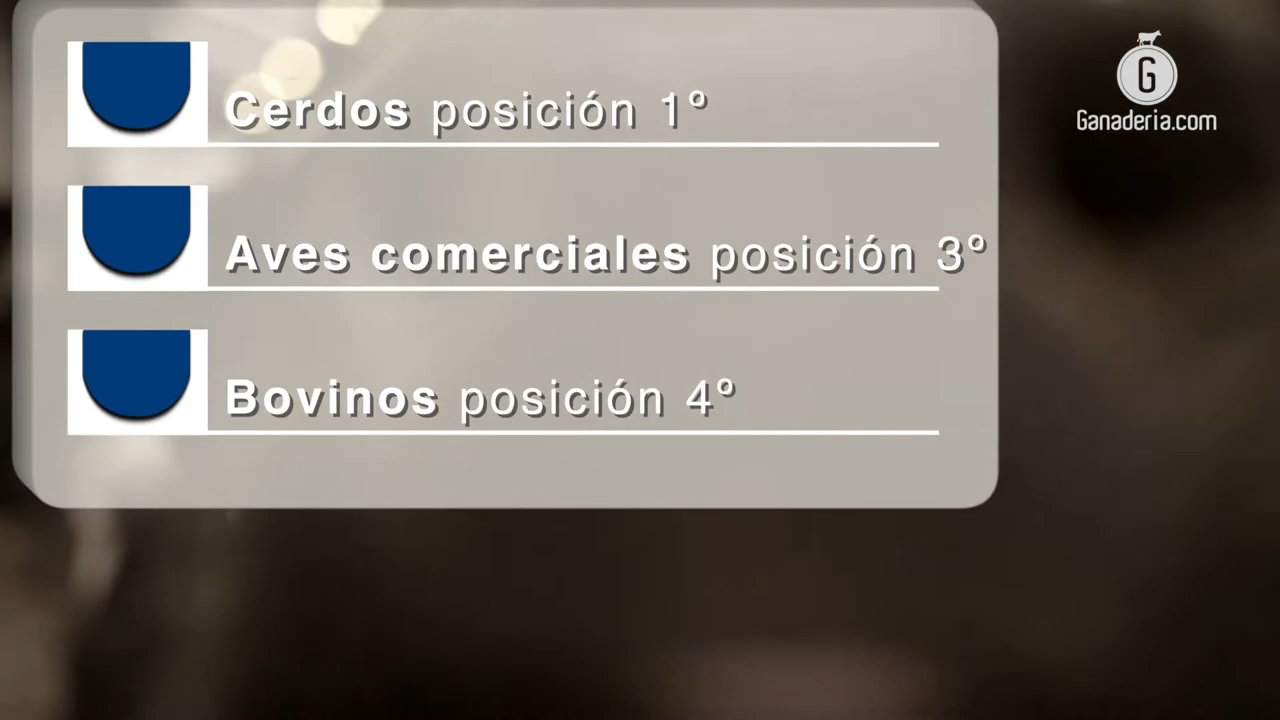 Cerdos posición 1º
Aves comerciales posición 3º
Bovinos posición 4º
G
Ganaderia.com